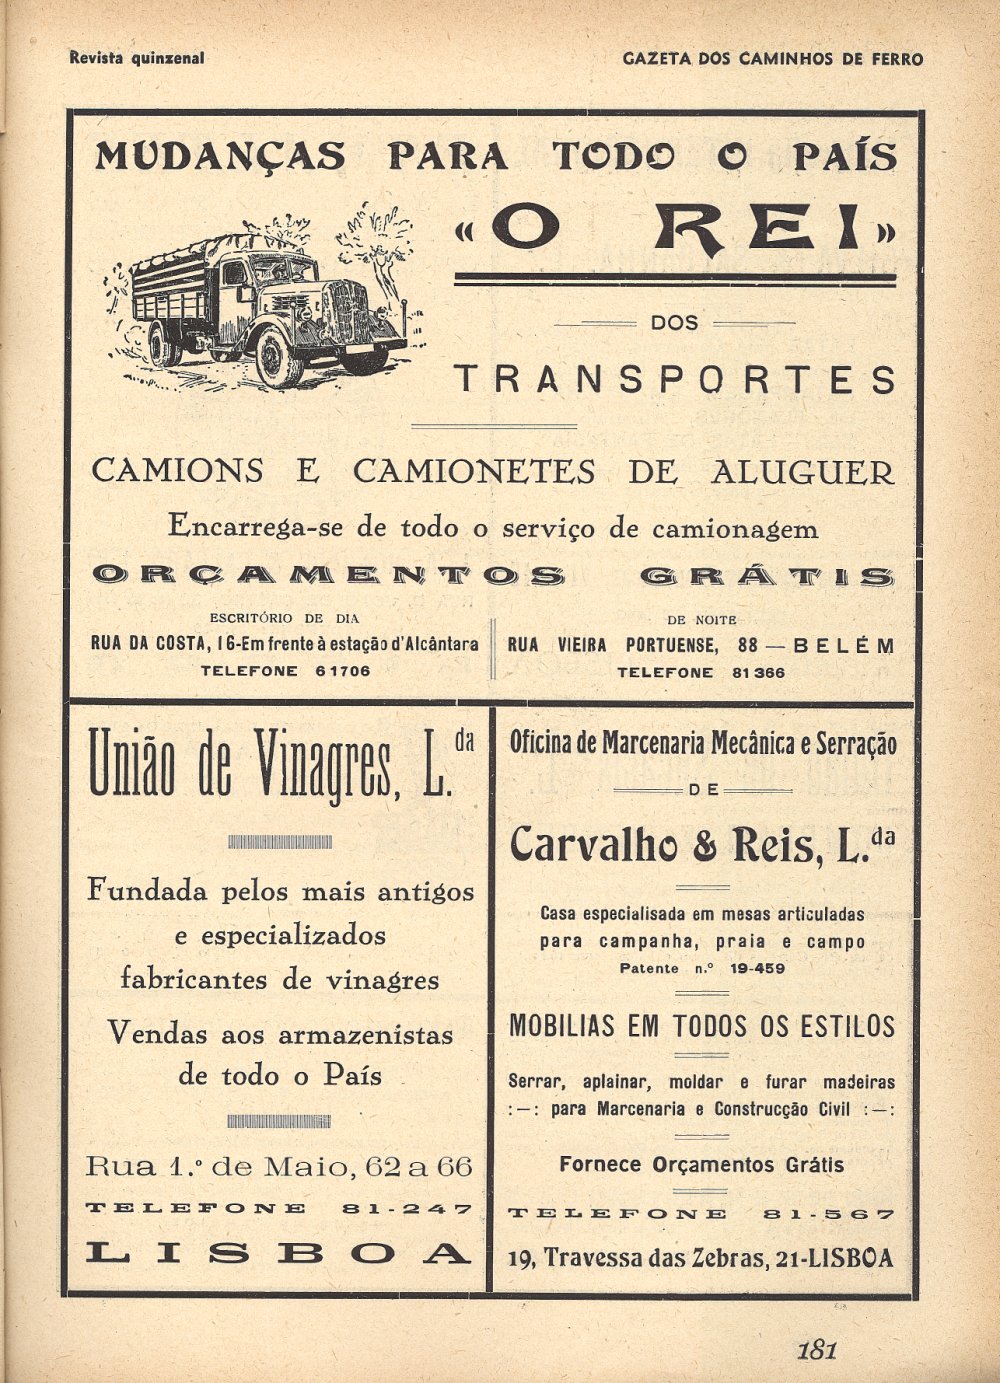 Revista quinzenal
GAZETA DOS CAMINHOS DE FERRO
MUDANÇAS PARA TODO O PAÍS
«O REI»
DOS
TRANSPORTES
CAMIONS E CAMIONETES DE ALUGUER
Encarrega-se de todo o serviço de camionagem
ORÇAMENTOS GRÁTIS
ESCRITÓRIO DE DIA
RUA DA COSTA, 16-Em frente à estação d'Alcântara
TELEFONE 61706
DE NOITE
RUA VIEIRA PORTUENSE, 88 — BELÉM
TELEFONE 81366
União de Vinagres, L.da
Fundada pelos mais antigos
e especializados
fabricantes de vinagres
Vendas aos armazenistas
de todo o País
Rua 1.º de Maio, 62 a 66
TELEFONE 81-247
LISBOA
Oficina de Marcenaria Mecânica e Serração
DE
Carvalho & Reis, L.da
Casa especialisada em mesas articuladas
para campanha, praia e campo
Patente n.º 19-459
MOBILIAS EM TODOS OS ESTILOS
Serrar, aplainar, moldar e furar madeiras
:—: para Marcenaria e Construcção Civil :—:
Fornece Orçamentos Grátis
TELEFONE 81-567
19, Travessa das Zebras, 21-LISBOA
181